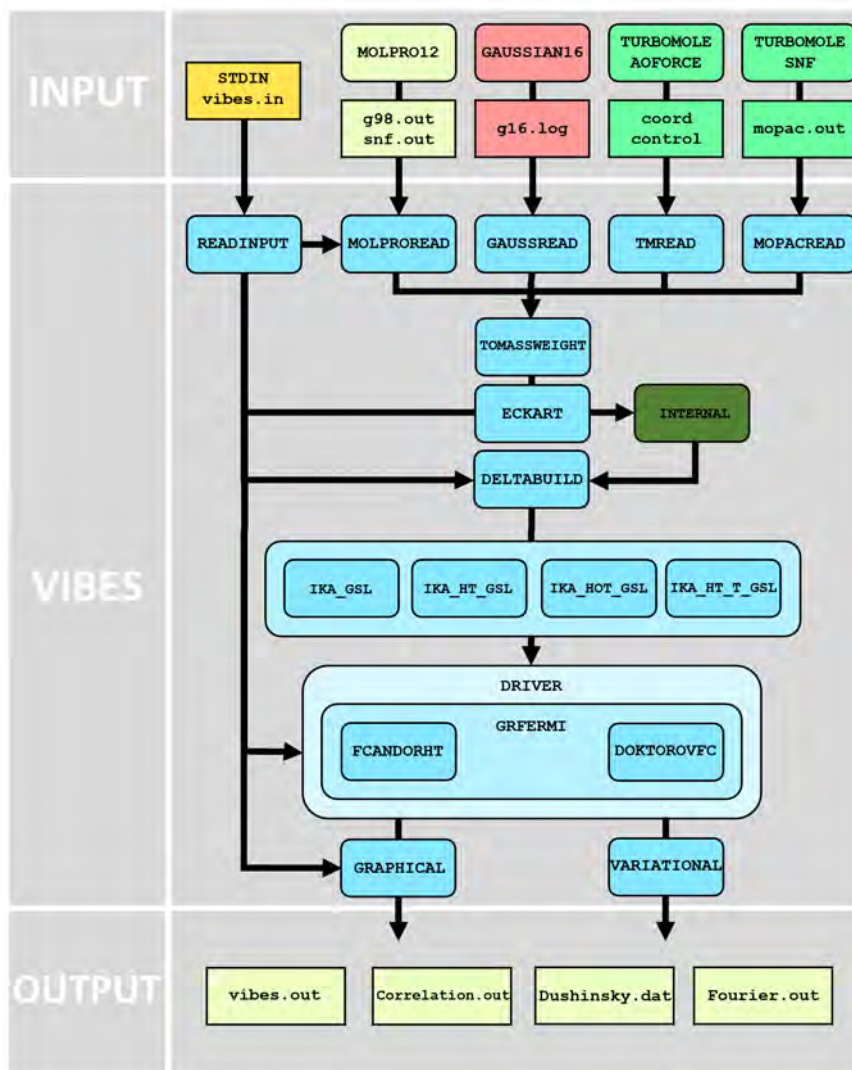 INPUT
STDIN
vibes.in
MOLPRO12
GAUSSIAN16
TURBOMOLE
AOFORCE
TURBOMOLE
SNF
g98.out
snf.out
g16.log
coord
control
mopac.out
VIBES
READINPUT
MOLPROREAD
GAUSSREAD
TMREAD
MOPACREAD
TOMASSWEIGHT
ECKART
INTERNAL
DELTABUILD
IKA_GSL
IKA_HT_GSL
IKA_HOT_GSL
IKA_HT_T_GSL
DRIVER
GRFERMI
FCANDORHT
DOKTOROVFC
GRAPHICAL
VARIATIONAL
OUTPUT
vibes.out
Correlation.out
Dushinsky.dat
Fourier.out